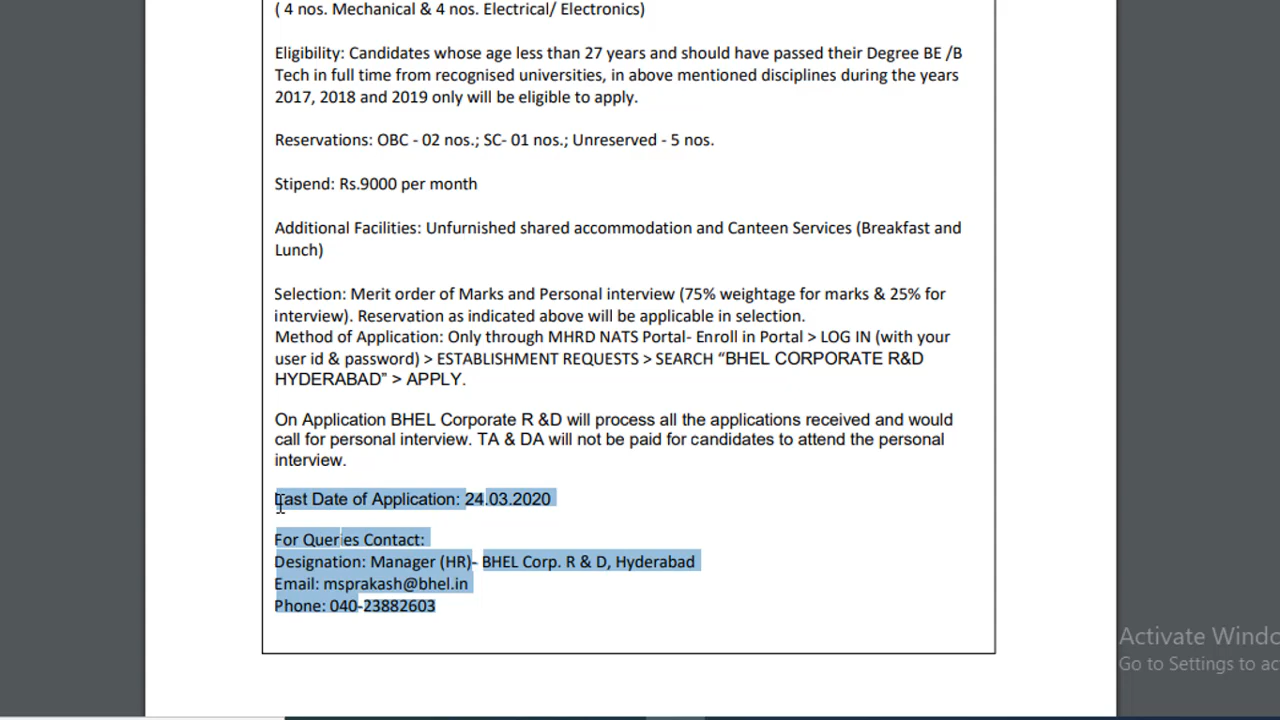 ( 4 nos. Mechanical & 4 nos. Electrical/ Electronics)
Eligibility: Candidates whose age less than 27 years and should have passed their Degree BE /B
Tech in full time from recognised universities, in above mentioned disciplines during the years
2017, 2018 and 2019 only will be eligible to apply.
Reservations: OBC - 02 nos.; SC- 01 nos.; Unreserved - 5 nos.
Stipend: Rs.9000 per month
Additional Facilities: Unfurnished shared accommodation and Canteen Services (Breakfast and
Lunch)
Selection: Merit order of Marks and Personal interview (75% weightage for marks & 25% for
interview). Reservation as indicated above will be applicable in selection.
Method of Application: Only through MHRD NATS Portal- Enroll in Portal > LOG IN (with your
user id & password) > ESTABLISHMENT REQUESTS > SEARCH “BHEL CORPORATE R&D
HYDERABAD” > APPLY.
On Application BHEL Corporate R &D will process all the applications received and would
call for personal interview. TA & DA will not be paid for candidates to attend the personal
interview.
Last Date of Application: 24.03.2020
For Queries Contact:
Designation: Manager (HR)- BHEL Corp. R & D, Hyderabad
Email: msprakash@bhel.in
Phone: 040-23882603
Activate Windo
Go to Settings to ac